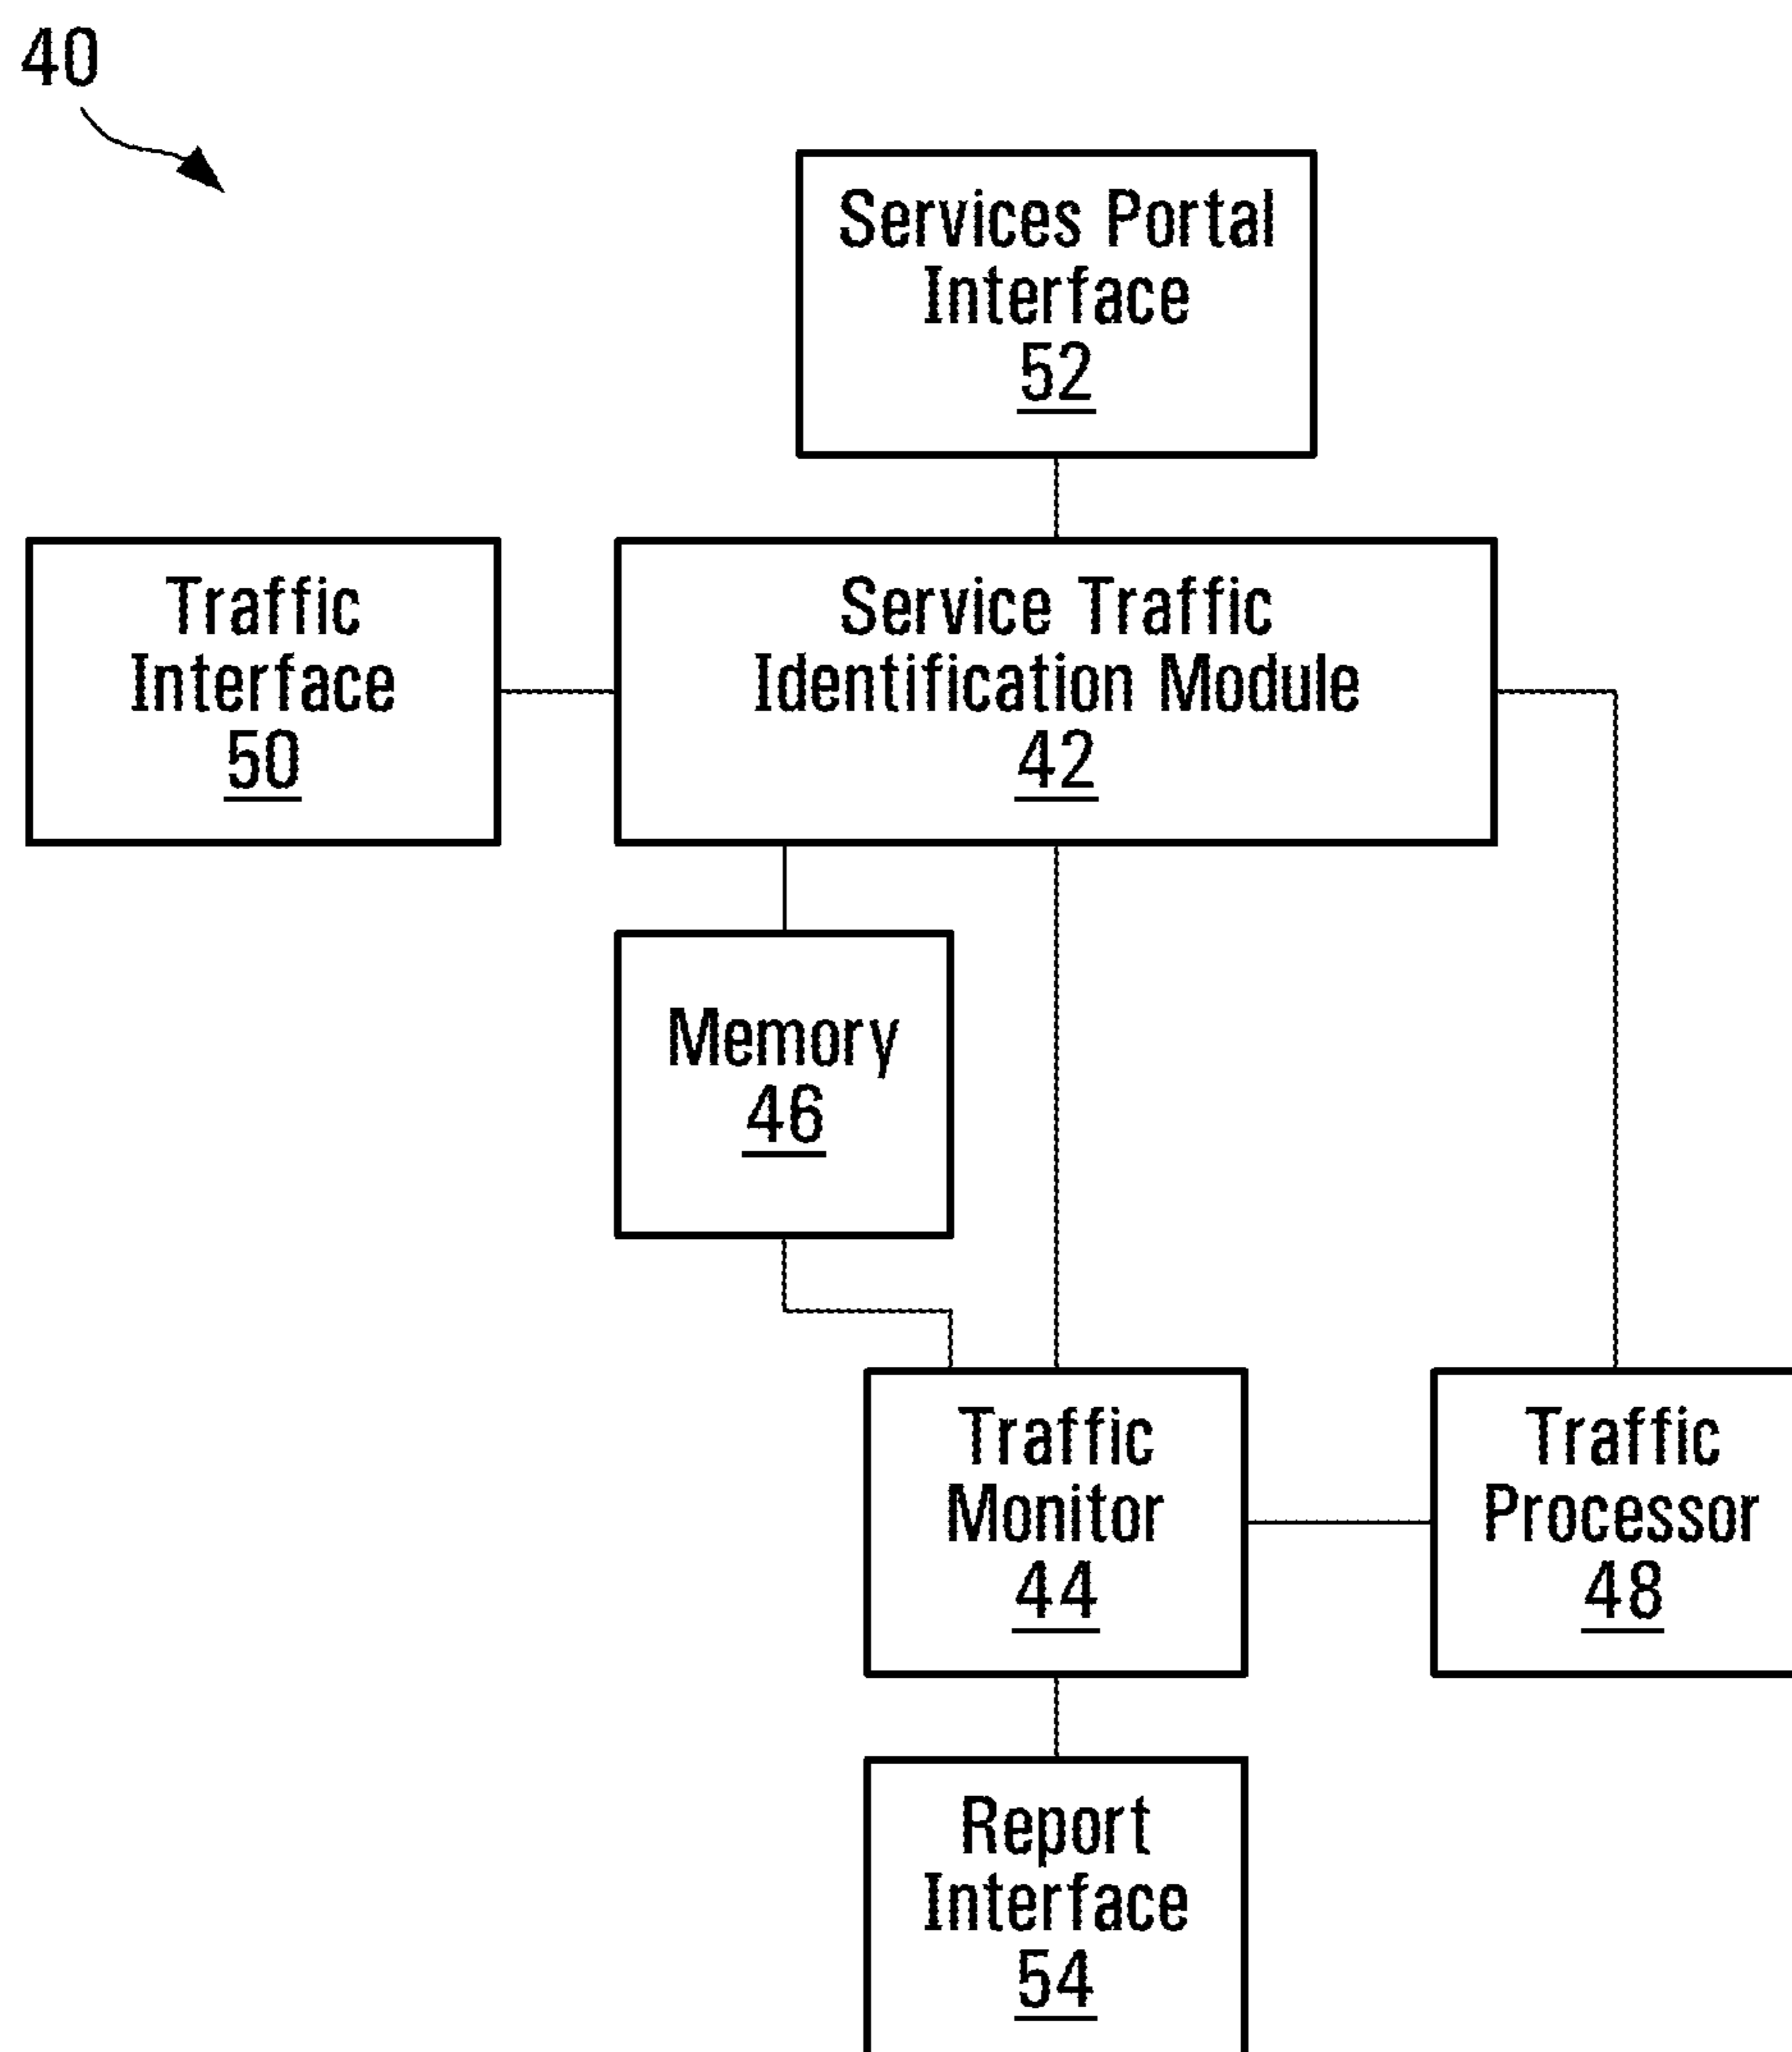 40
Services Portal
Interface
52
Traffic
Interface
50
Service Traffic
Identification Module
42
Memory
46
Traffic
Monitor
44
Traffic
Processor
48
Report
Interface
54